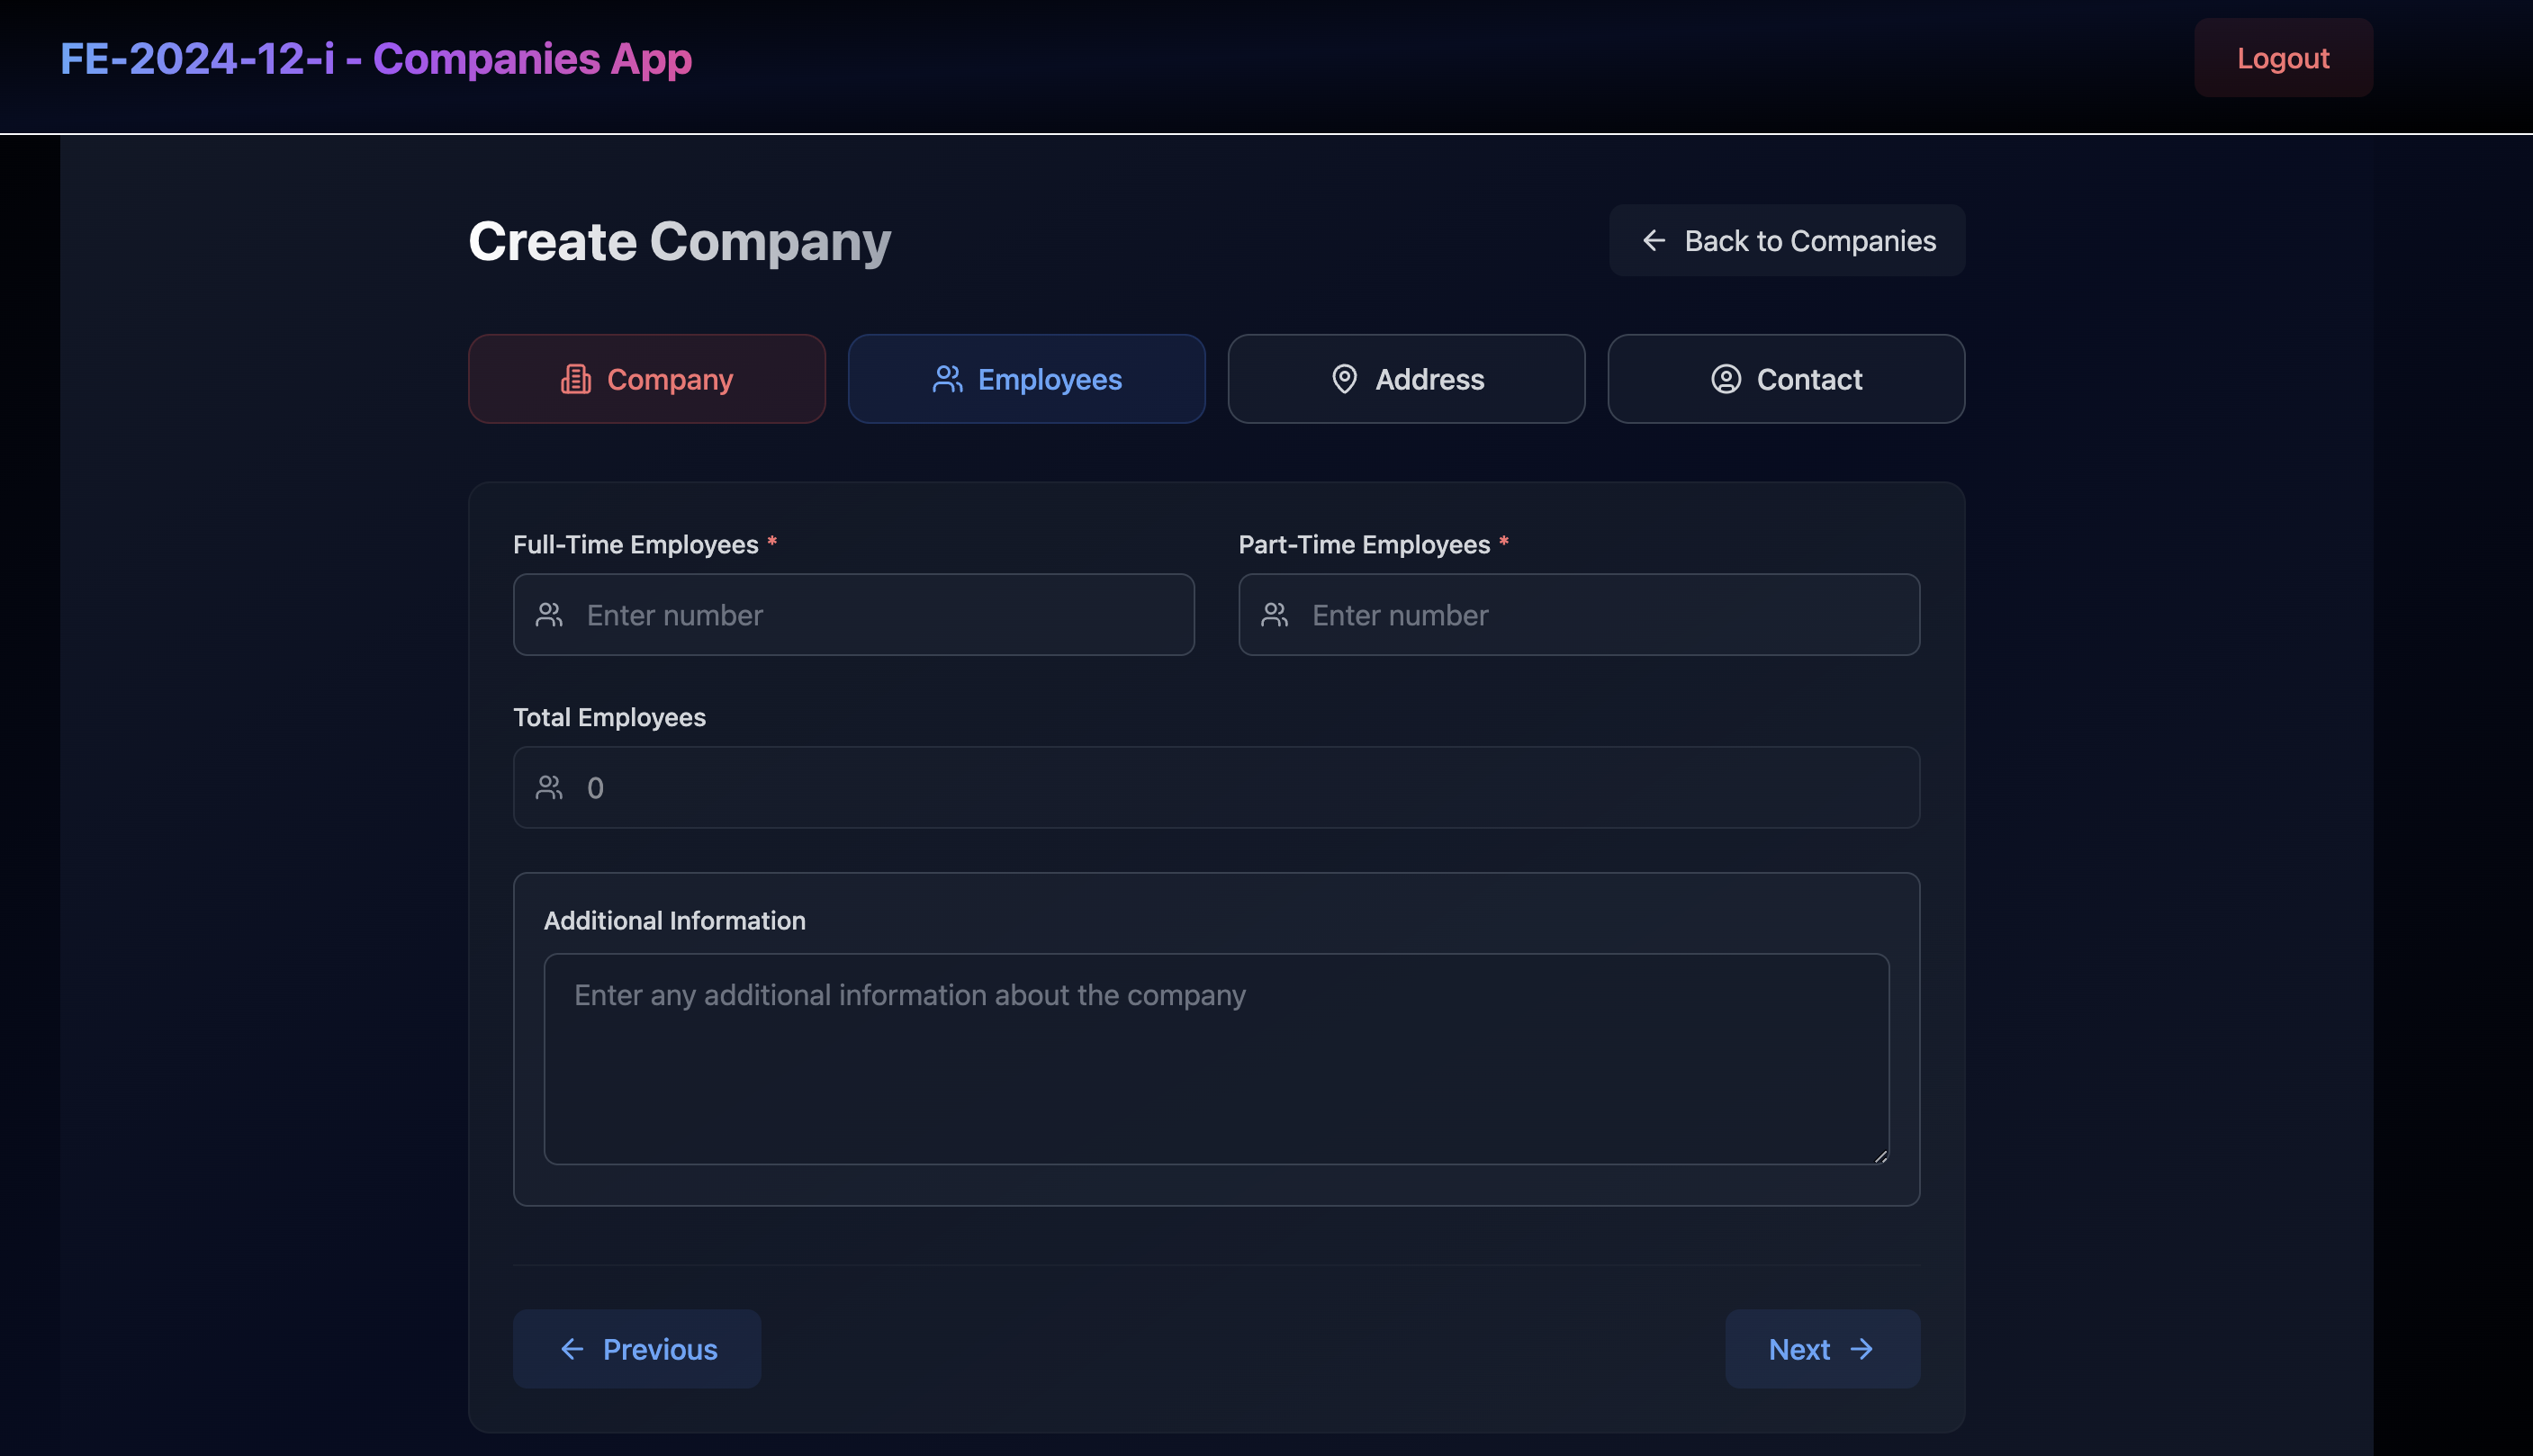 FE-2024-12-i - Companies App
Logout
Create Company
Back to Companies
Company
Employees
Address
Contact
Full-Time Employees *
Part-Time Employees *
Enter number
Enter number
Total Employees
0
Additional Information
Enter any additional information about the company
Previous
Next